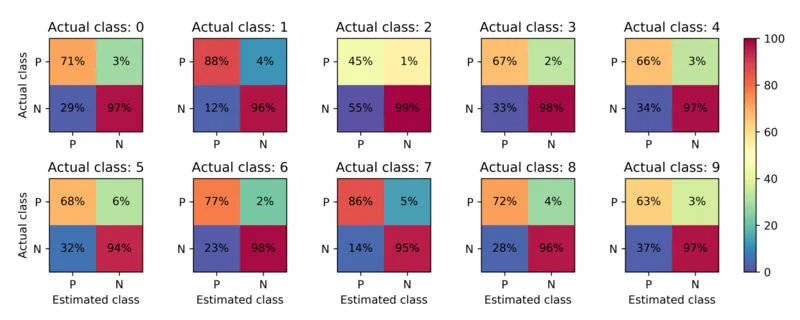 Actual class: 0 Actual class: 1 Actual class: 2 Actual class: 3 Actual class: 4
100
P 71% 3% P 88% 4% P 45% 1% P 67% 2% P 66% 3%
80
Actual class
N 29% 97% N 12% 96% N 55% 99% N 33% 98% N 34% 97%
P N P N P N P N P N
60
Actual class: 5 Actual class: 6 Actual class: 7 Actual class: 8 Actual class: 9
40
P 68% 6% P 77% 2% P 86% 5% P 72% 4% P 63% 3%
20
Actual class
N 32% 94% N 23% 98% N 14% 95% N 28% 96% N 37% 97%
0
P N P N P N P N P N
Estimated class Estimated class Estimated class Estimated class Estimated class